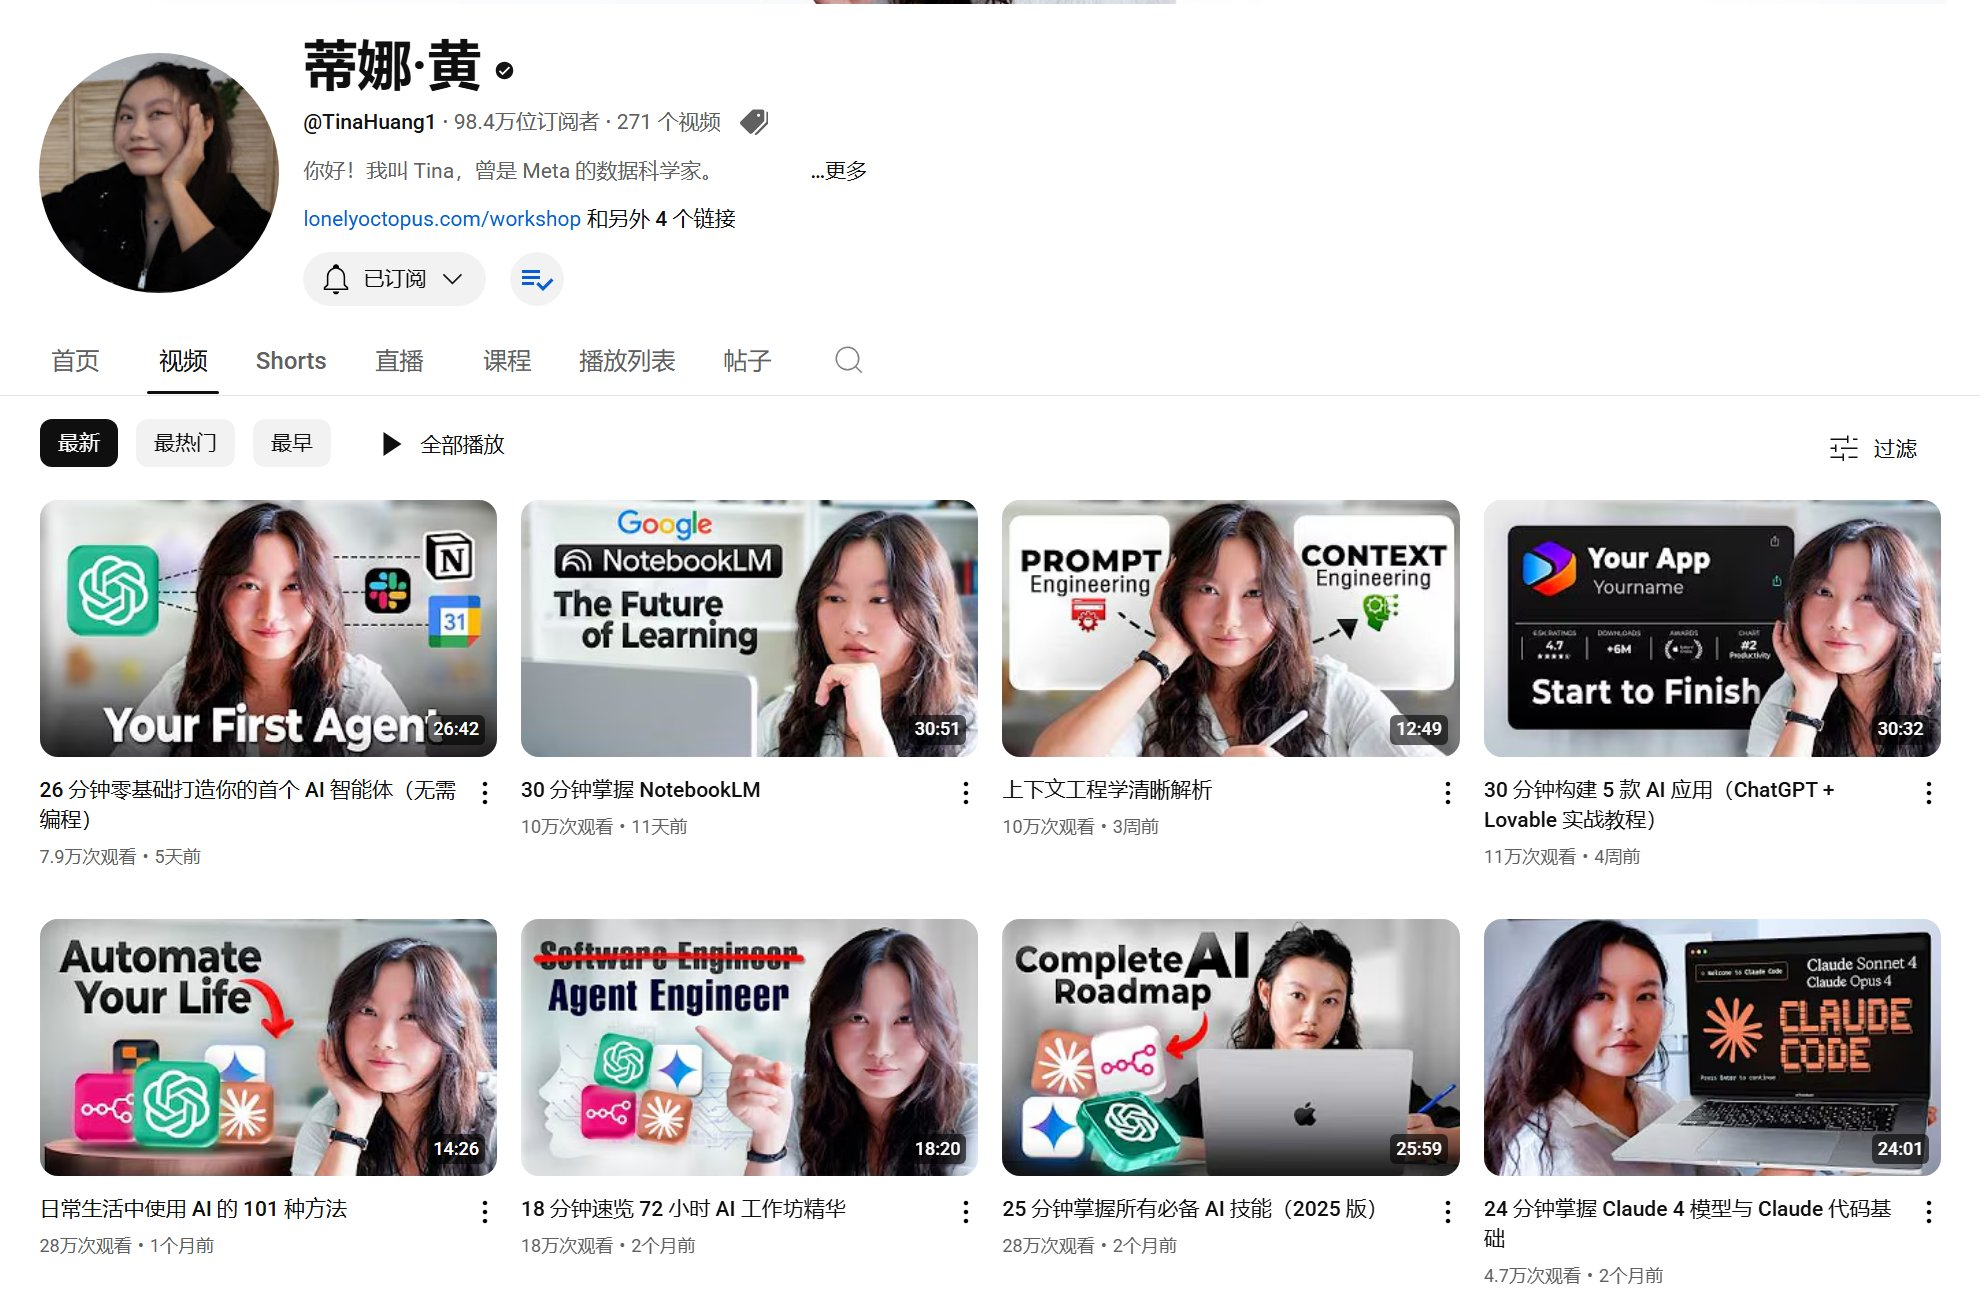 蒂娜·黄
@TinaHuang1 · 98.4万位订阅者 · 271 个视频
你好！我叫 Tina，曾是 Meta 的数据科学家。 ...更多
lonelyoctopus.com/workshop 和另外 4 个链接
已订阅
首页 视频 Shorts 直播 课程 播放列表 帖子
最新 最热门 最早 全部播放 过滤
31
Your First Agent
26:42
Google
NotebookLM
The Future
of Learning
30:51
PROMPT
Engineering
CONTEXT
Engineering
12:49
Your App
Yourname
DOWNLOADS AWARDS CHART
4.7 +6M #2
Productivity
Start to Finish
30:32
26 分钟零基础打造你的首个 AI 智能体（无需
编程）
7.9万次观看 • 5天前
30 分钟掌握 NotebookLM
10万次观看 • 11天前
上下文工程学清晰解析
10万次观看 • 3周前
30 分钟构建 5 款 AI 应用（ChatGPT +
Lovable 实战教程）
11万次观看 • 4周前
Automate
Your Life
14:26
Software Engineer
Agent Engineer
18:20
Complete AI
Roadmap
25:59
Welcome to Claude Code
Claude Sonnet 4
Claude Opus 4
CLAUDE
CODE
Press Enter to continue
24:01
日常生活中使用 AI 的 101 种方法
28万次观看 • 1个月前
18 分钟速览 72 小时 AI 工作坊精华
18万次观看 • 2个月前
25 分钟掌握所有必备 AI 技能（2025 版）
28万次观看 • 2个月前
24 分钟掌握 Claude 4 模型与 Claude 代码基
础
4.7万次观看 • 2个月前